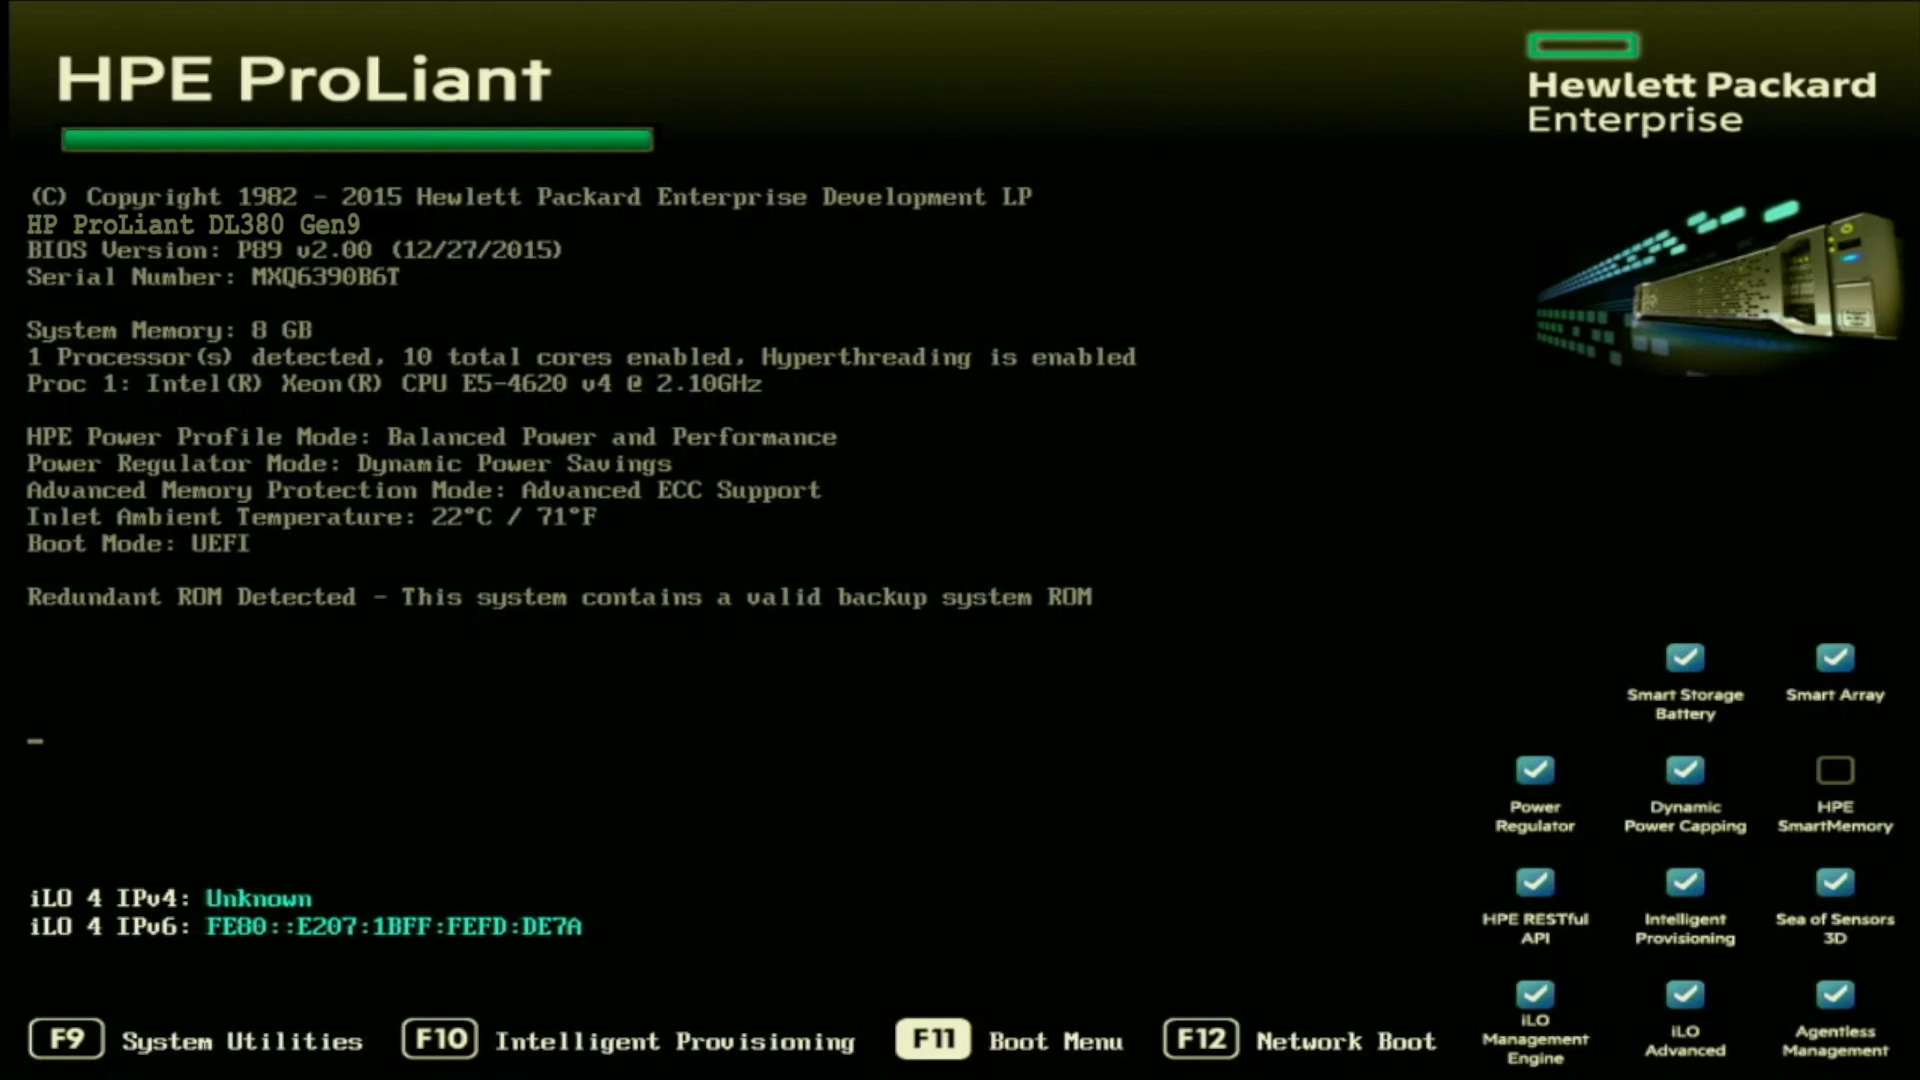 HPE ProLiant
Hewlett Packard
Enterprise
(C) Copyright 1982 - 2015 Hewlett Packard Enterprise Development LP
HP ProLiant DL380 Gen9
BIOS Version: P89 v2.00 (12/27/2015)
Serial Number: MXQ6390B6T
System Memory: 8 GB
1 Processor(s) detected, 10 total cores enabled, Hyperthreading is enabled
Proc 1: Intel(R) Xeon(R) CPU E5-4620 v4 @ 2.10GHz
HPE Power Profile Mode: Balanced Power and Performance
Power Regulator Mode: Dynamic Power Savings
Advanced Memory Protection Mode: Advanced ECC Support
Inlet Ambient Temperature: 22°C / 71°F
Boot Mode: UEFI
Redundant ROM Detected - This system contains a valid backup system ROM
Smart Storage
Battery
Smart Array
Power
Regulator
Dynamic
Power Capping
HPE
SmartMemory
HPE RESTful
API
Intelligent
Provisioning
Sea of Sensors
3D
iLO
Management
Engine
iLO
Advanced
Agentless
Management
iLO 4 IPv4: Unknown
iLO 4 IPv6: FE80::E207:1BFF:FEFD:DE7A
F9 System Utilities F10 Intelligent Provisioning F11 Boot Menu F12 Network Boot